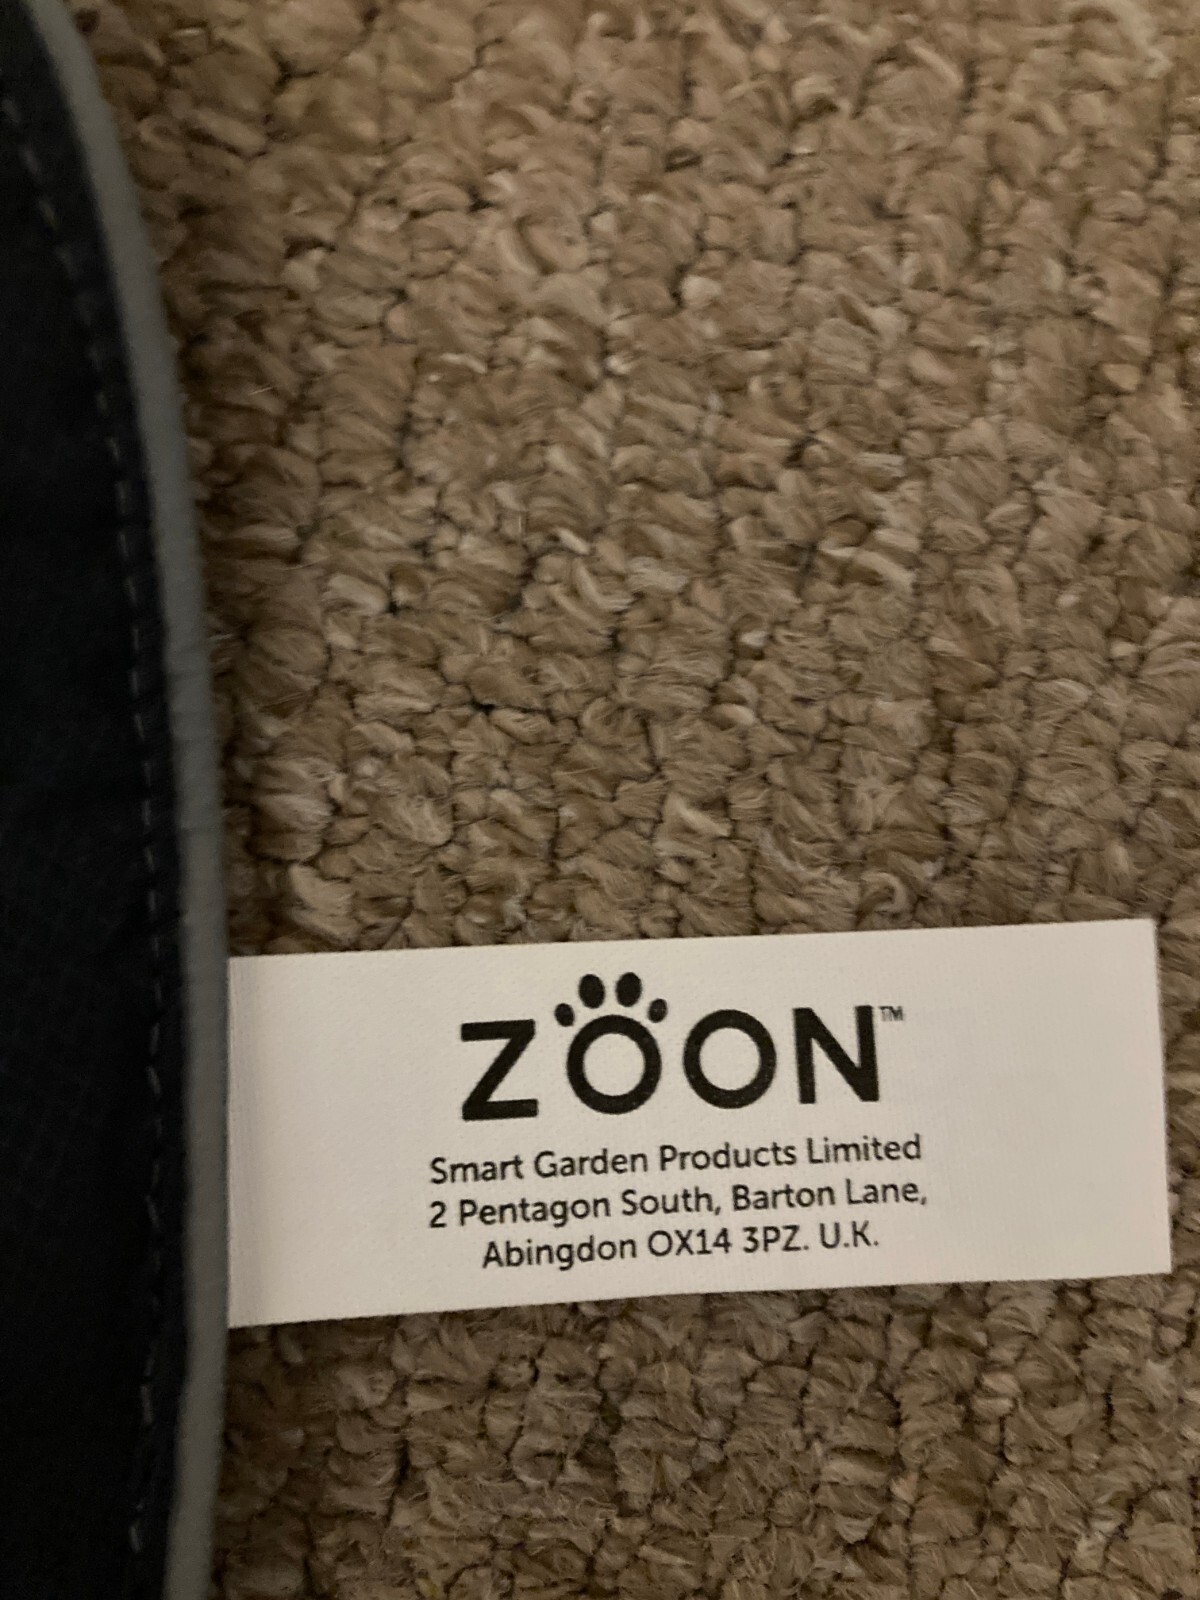 ZOON™
Smart Garden Products Limited
2 Pentagon South, Barton Lane,
Abingdon OX14 3PZ. U.K.